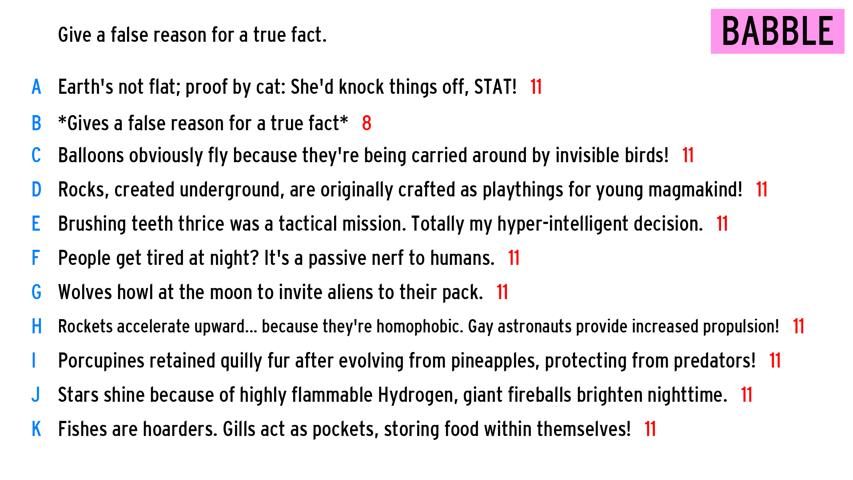 Give a false reason for a true fact.
BABBLE
A Earth's not flat; proof by cat: She'd knock things off, STAT! 11
B *Gives a false reason for a true fact* 8
C Balloons obviously fly because they're being carried around by invisible birds! 11
D Rocks, created underground, are originally crafted as playthings for young magmakind! 11
E Brushing teeth thrice was a tactical mission. Totally my hyper-intelligent decision. 11
F People get tired at night? It's a passive nerf to humans. 11
G Wolves howl at the moon to invite aliens to their pack. 11
H Rockets accelerate upward... because they're homophobic. Gay astronauts provide increased propulsion! 11
I Porcupines retained quilly fur after evolving from pineapples, protecting from predators! 11
J Stars shine because of highly flammable Hydrogen, giant fireballs brighten nighttime. 11
K Fishes are hoarders. Gills act as pockets, storing food within themselves! 11